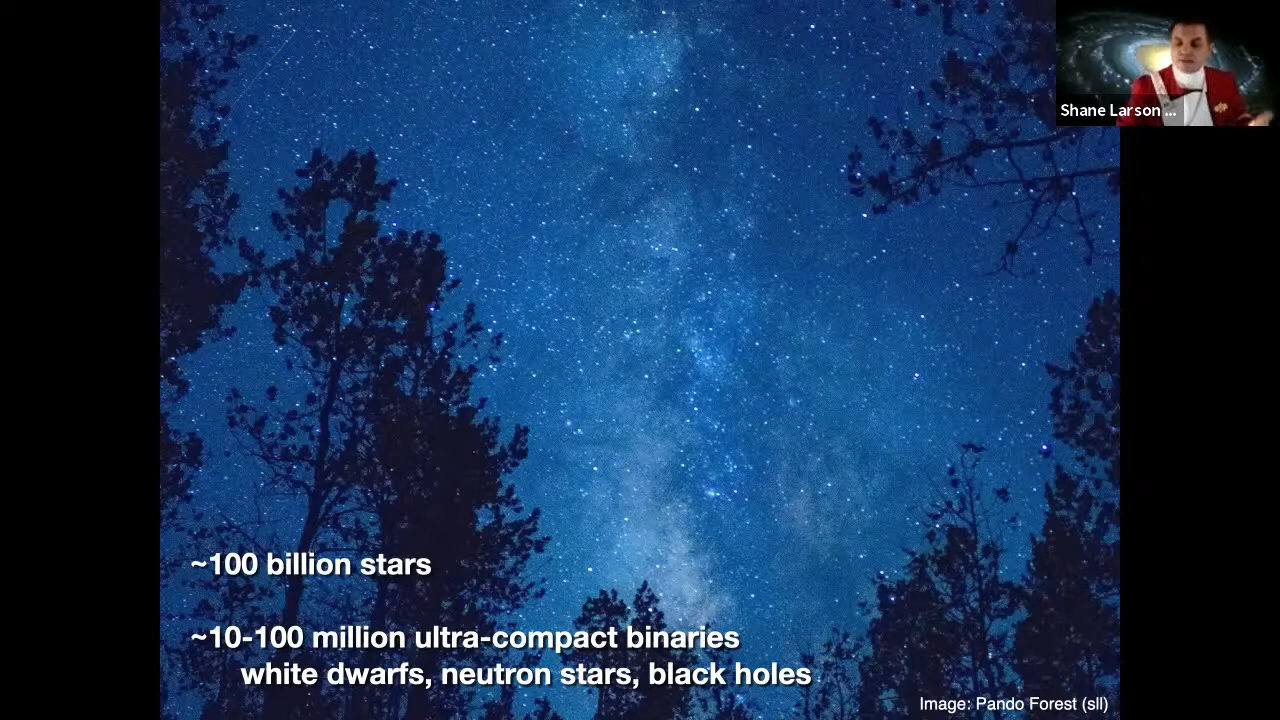 Shane Larson ...
~100 billion stars
~10-100 million ultra-compact binaries
white dwarfs, neutron stars, black holes
Image: Pando Forest (sll)